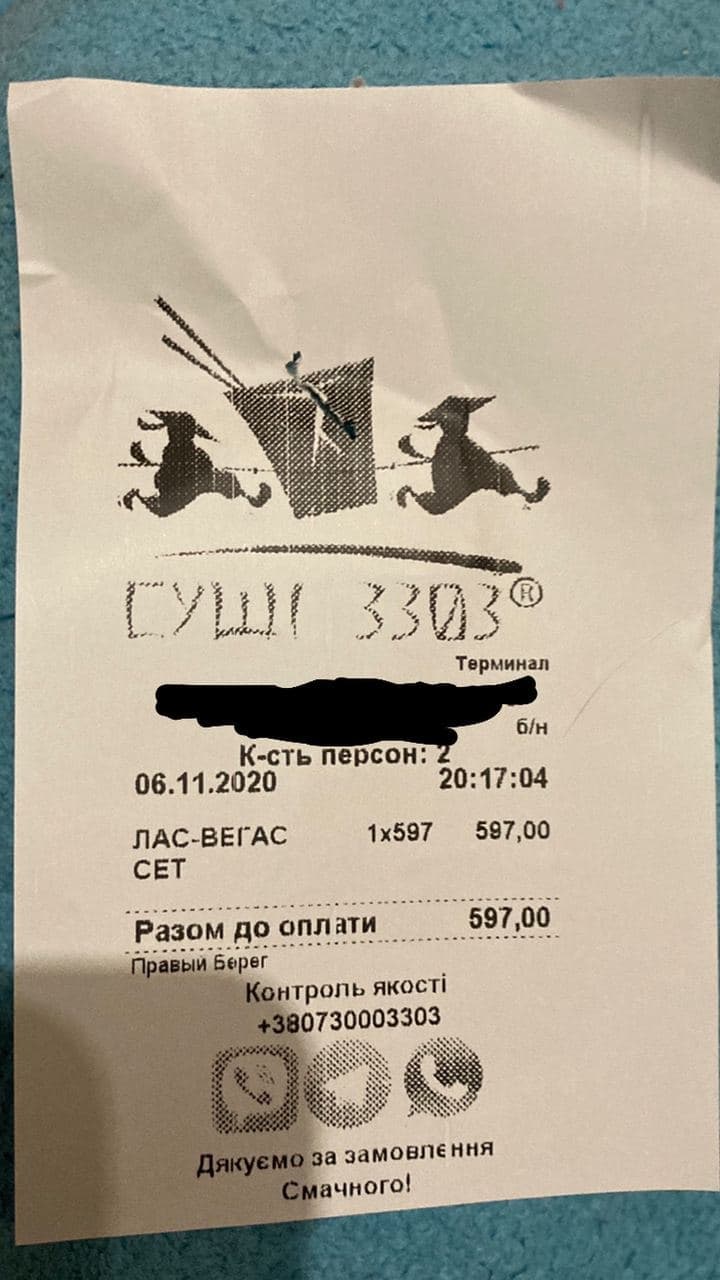 СУШІ 3303®
Терминал
б/н
К-сть персон: 2
06.11.2020 20:17:04
ЛАС-ВЕГАС 1x597 597,00
СЕТ
Разом до оплати 597,00
Правый Берег
Контроль якості
+380730003303
Дякуємо за замовлення
Смачного!